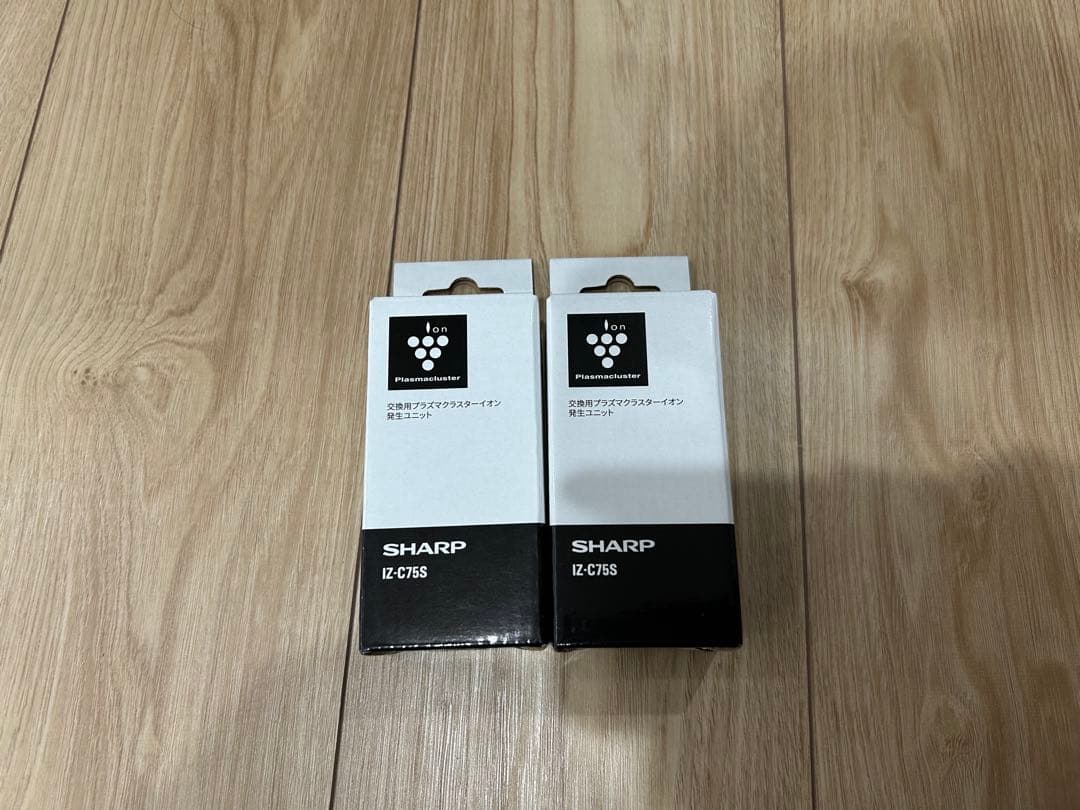 Ion
Plasmacluster
交換用プラズマクラスターイオン
発生ユニット
SHARP
IZ-C75S
Ion
Plasmacluster
交換用プラズマクラスターイオン
発生ユニット
SHARP
IZ-C75S